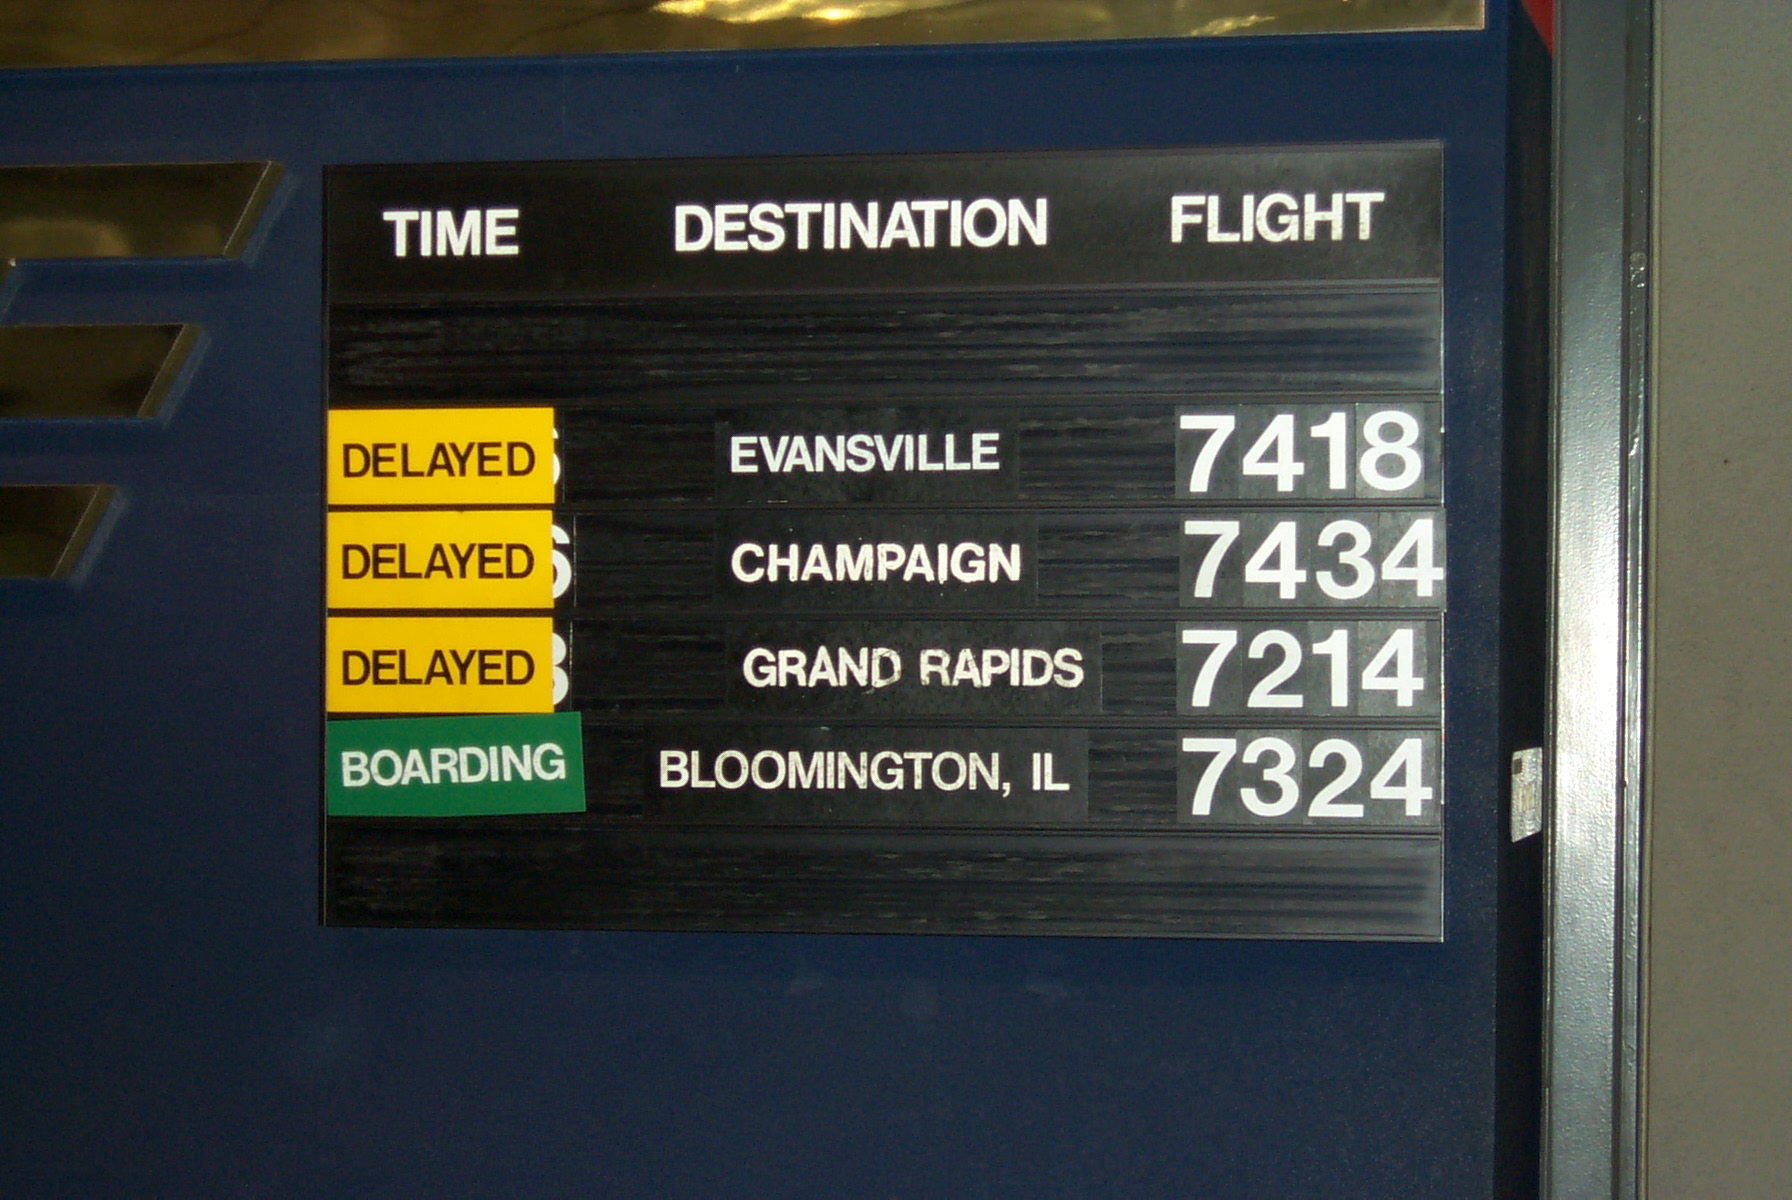 TIME DESTINATION FLIGHT
DELAYED EVANSVILLE 7418
DELAYED CHAMPAIGN 7434
DELAYED GRAND RAPIDS 7214
BOARDING BLOOMINGTON, IL 7324